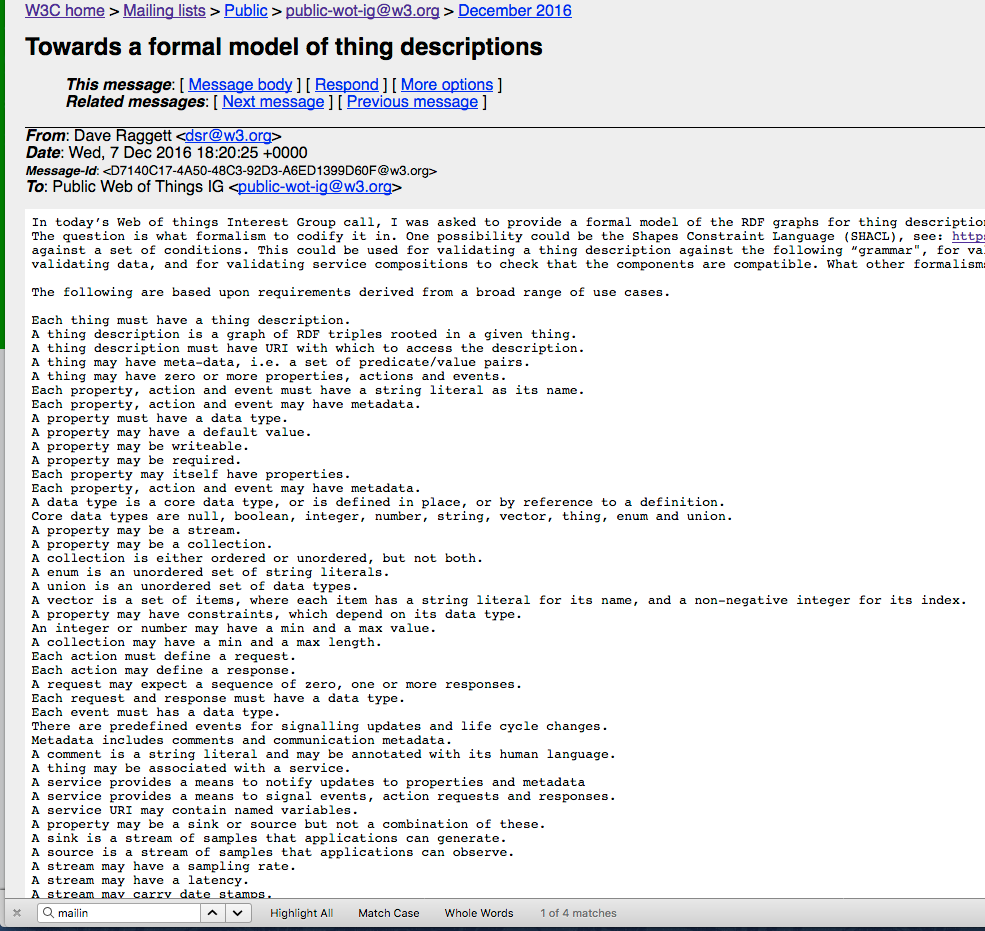 W3C home > Mailing lists > Public > public-wot-ig@w3.org > December 2016
Towards a formal model of thing descriptions
This message: [ Message body ] [ Respond ] [ More options ]
Related messages: [ Next message ] [ Previous message ]
From: Dave Raggett <dsr@w3.org>
Date: Wed, 7 Dec 2016 18:20:25 +0000
Message-Id: <D7140C17-4A50-48C3-92D3-A6ED1399D60F@w3.org>
To: Public Web of Things IG <public-wot-ig@w3.org>
In today's Web of things Interest Group call, I was asked to provide a formal model of the RDF graphs for thing description
The question is what formalism to codify it in. One possibility could be the Shapes Constraint Language (SHACL), see: http
against a set of conditions. This could be used for validating a thing description against the following “grammar", for va
validating data, and for validating service compositions to check that the components are compatible. What other formalism
The following are based upon requirements derived from a broad range of use cases.
Each thing must have a thing description.
A thing description is a graph of RDF triples rooted in a given thing.
A thing description must have URI with which to access the description.
A thing may have meta-data, i.e. a set of predicate/value pairs.
A thing may have zero or more properties, actions and events.
Each property, action and event must have a string literal as its name.
Each property, action and event may have metadata.
A property must have a data type.
A property may have a default value.
A property may be writeable.
A property may be required.
Each property may itself have properties.
Each property, action and event may have metadata.
A data type is a core data type, or is defined in place, or by reference to a definition.
Core data types are null, boolean, integer, number, string, vector, thing, enum and union.
A property may be a stream.
A property may be a collection.
A collection is either ordered or unordered, but not both.
A enum is an unordered set of string literals.
A union is an unordered set of data types.
A vector is a set of items, where each item has a string literal for its name, and a non-negative integer for its index.
A property may have constraints, which depend on its data type.
An integer or number may have a min and a max value.
A collection may have a min and a max length.
Each action must define a request.
Each action may define a response.
A request may expect a sequence of zero, one or more responses.
Each request and response must have a data type.
Each event must has a data type.
There are predefined events for signalling updates and life cycle changes.
Metadata includes comments and communication metadata.
A comment is a string literal and may be annotated with its human language.
A thing may be associated with a service.
A service provides a means to notify updates to properties and metadata
A service provides a means to signal events, action requests and responses.
A service URI may contain named variables.
A property may be a sink or source but not a combination of these.
A sink is a stream of samples that applications can generate.
A source is a stream of samples that applications can observe.
A stream may have a sampling rate.
A stream may have a latency.
A stream may carry date stamps.
mailin Highlight All Match Case Whole Words 1 of 4 matches